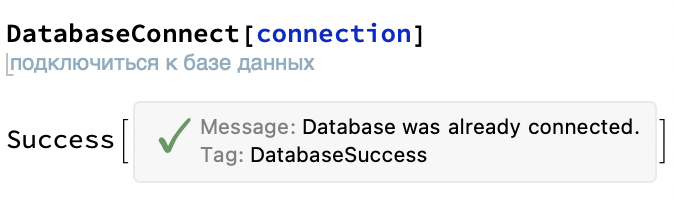 DatabaseConnect[connection]
подключиться к базе данных
Success[ ✓ Message: Database was already connected.
Tag: DatabaseSuccess ]